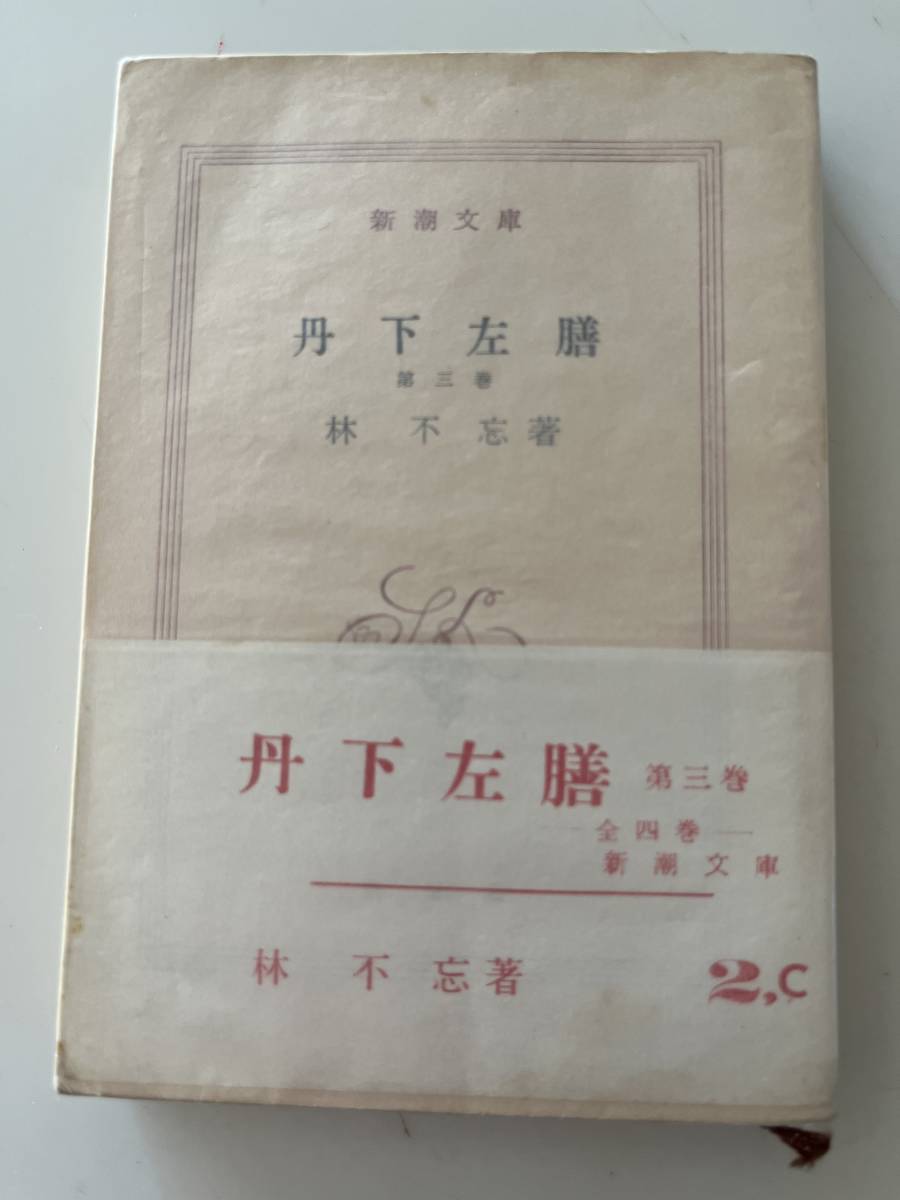 新潮文庫
丹下左膳
第三巻
林不忘著
丹下左膳 第三巻
―全四巻―
新潮文庫
林不忘著
2,C